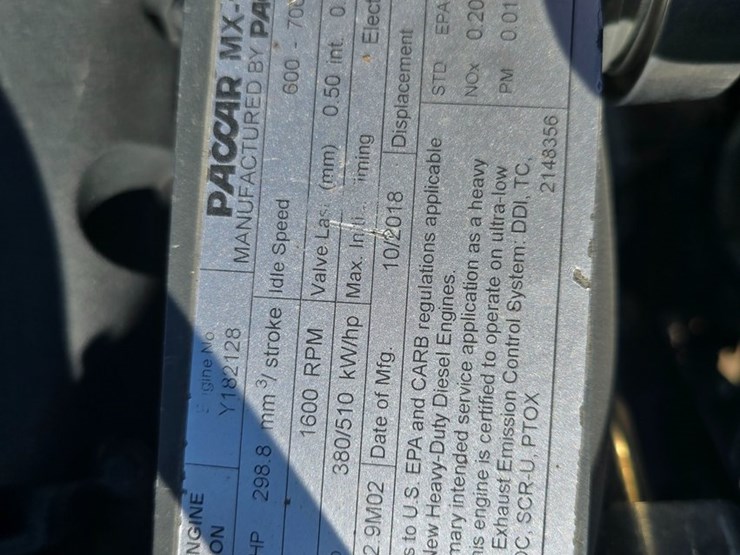 NGINE
ON
Engine No.
Y182128
PACCAR MX-
MANUFACTURED BY PA
HP 298.8 mm³/ stroke Idle Speed 600 - 700
1600 RPM Valve (mm) 0.50 int. 0.
380/510 kW/hp Max. Elect
2.9M02 Date of Mfg. 10/2018 Displacement
s to U.S. EPA and CARB regulations applicable
New Heavy-Duty Diesel Engines.
mary intended service application as a heavy
is engine is certified to operate on ultra-low
Exhaust Emission Control System: DDI, TC,
OC, SCR-U, PTOX
2148356
STD EPA
NOx 0.20
PM 0.01